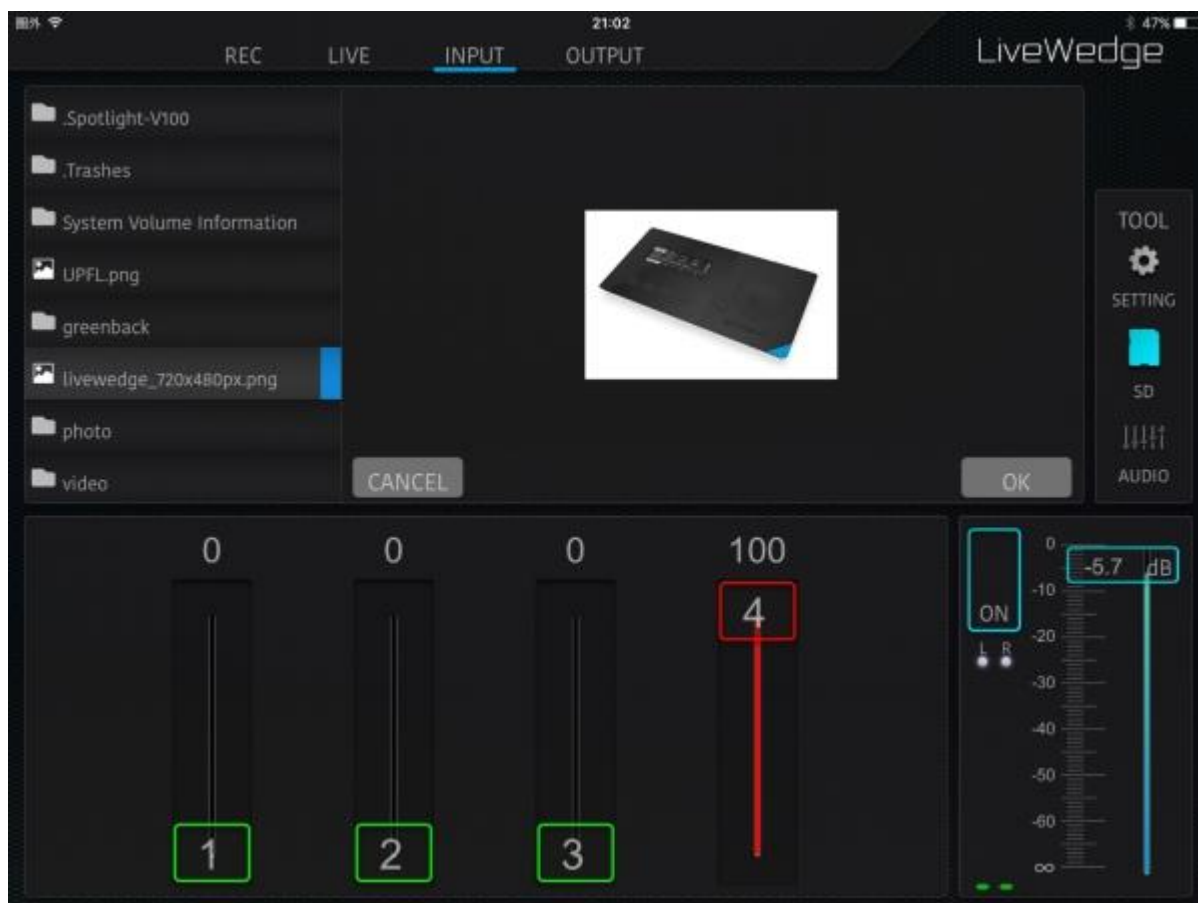 圏外 21:02 47%
REC LIVE INPUT OUTPUT LiveWedge
.Spotlight-V100
.Trashes
System Volume Information
UPFL.png
greenback
livewedge_720x480px.png
photo
video
CANCEL OK
TOOL
SETTING
SD
AUDIO
0 0 0 100
1 2 3 4
ON
L R
-5.7 dB
0
-10
-20
-30
-40
-50
-60
∞